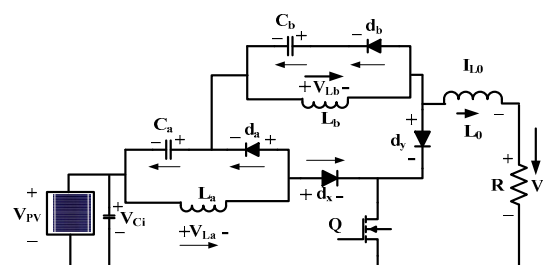 C_b
d_b
− +
−
+ V_Lb -
L_b
I_L0
C_a
− +
d_a
−
+
d_y
-
−
L_0
L_a
+
d_x -
+
V_PV
−
+
V_Ci
−
+V_La -
Q
R
+
−
V